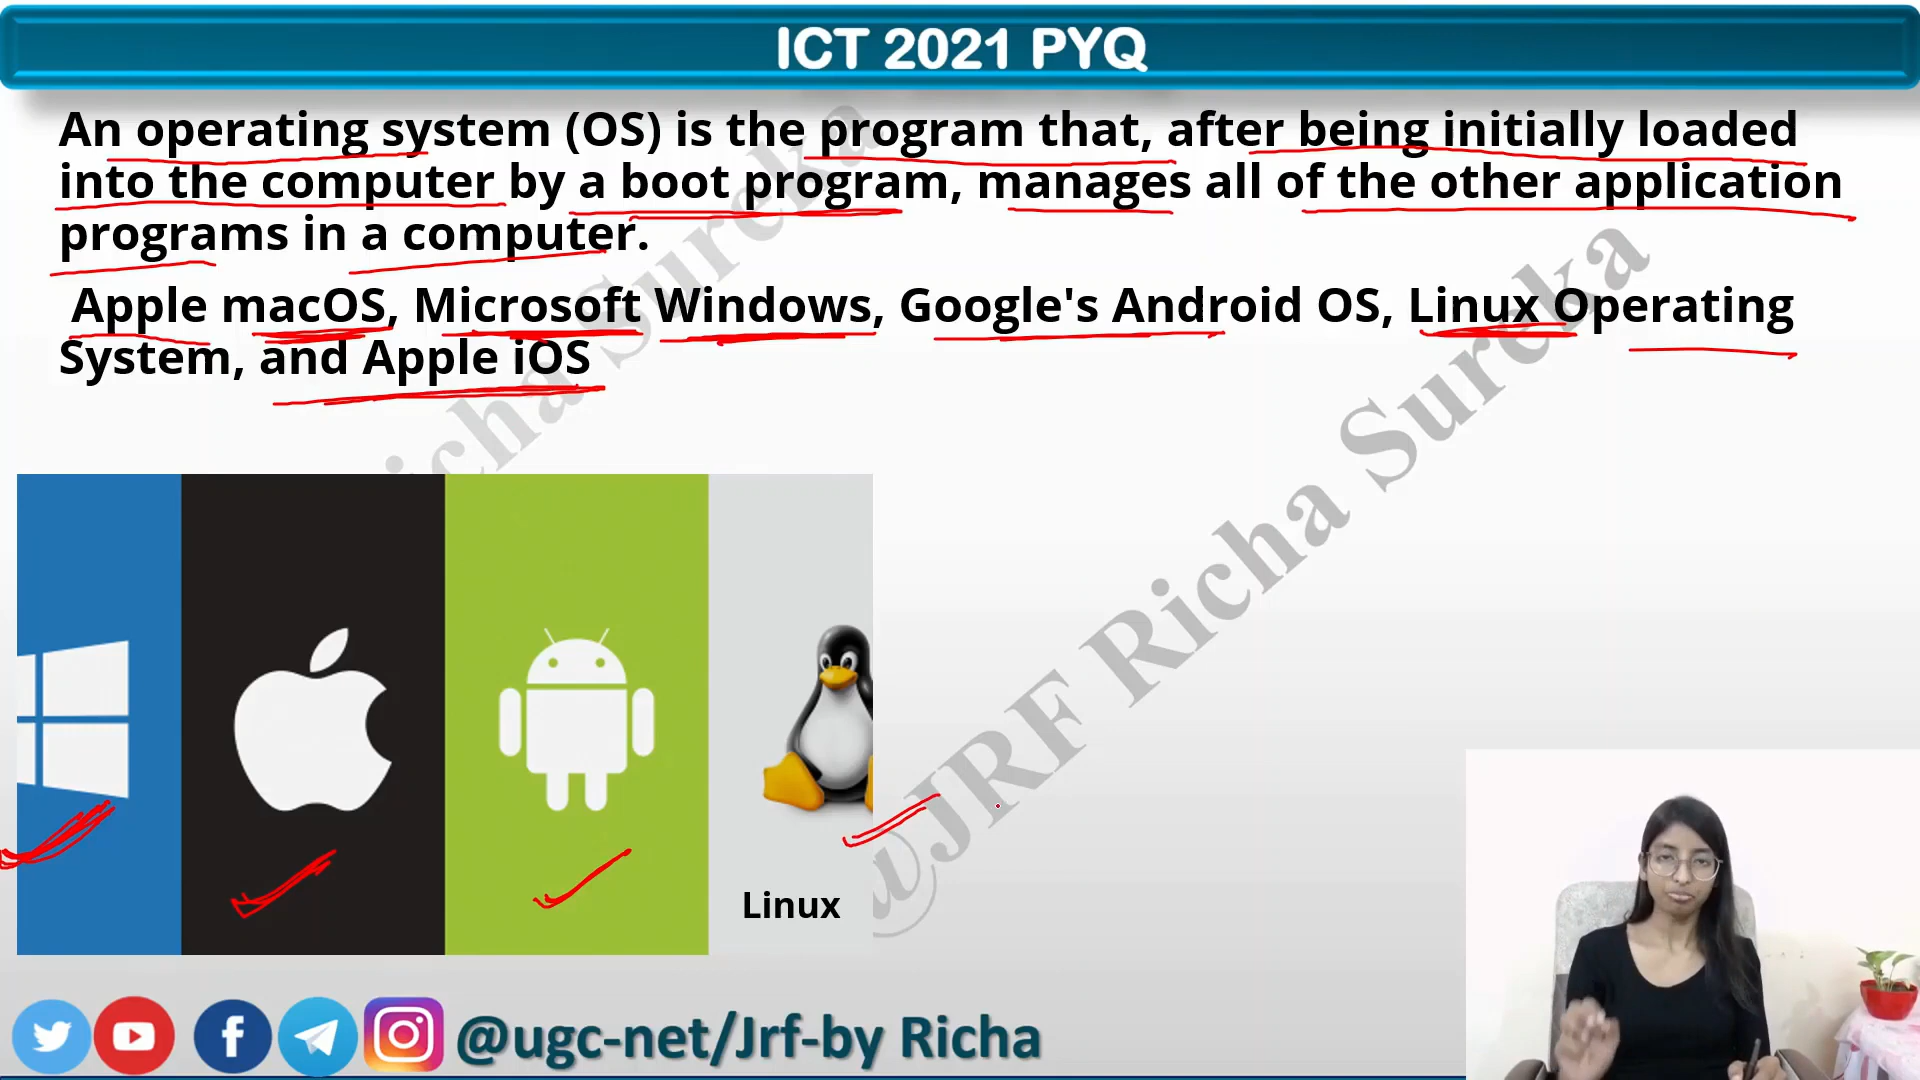 ICT 2021 PYQ
An operating system (OS) is the program that, after being initially loaded
into the computer by a boot program, manages all of the other application
programs in a computer.
Apple macOS, Microsoft Windows, Google's Android OS, Linux Operating
System, and Apple iOS
@JRF Richa Sureka
Richa Sureka
Linux
@ugc-net/Jrf-by Richa